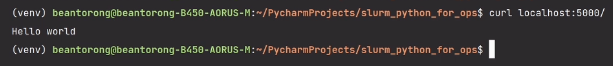 (venv) beantorong@beantorong-B450-AORUS-M:~/PycharmProjects/slurm_python_for_ops$ curl localhost:5000/
Hello world
(venv) beantorong@beantorong-B450-AORUS-M:~/PycharmProjects/slurm_python_for_ops$